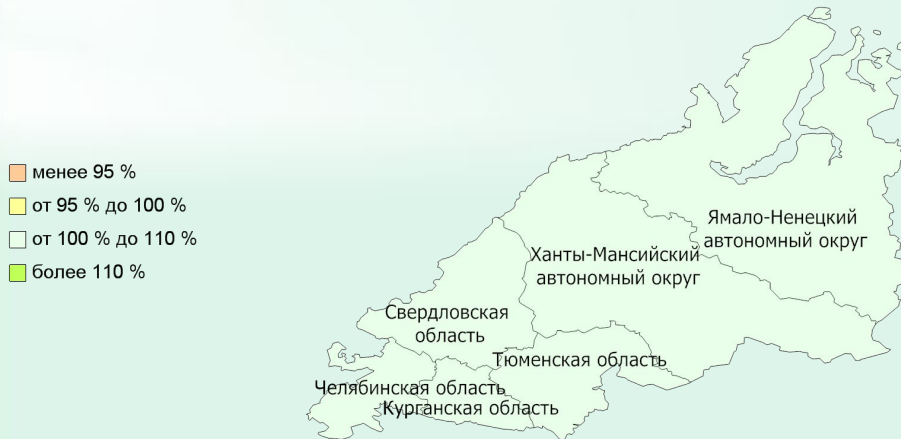 менее 95 %
от 95 % до 100 %
от 100 % до 110 %
более 110 %
Ямало-Ненецкий
автономный округ
Ханты-Мансийский
автономный округ
Свердловская
область
Тюменская область
Челябинская область
Курганская область